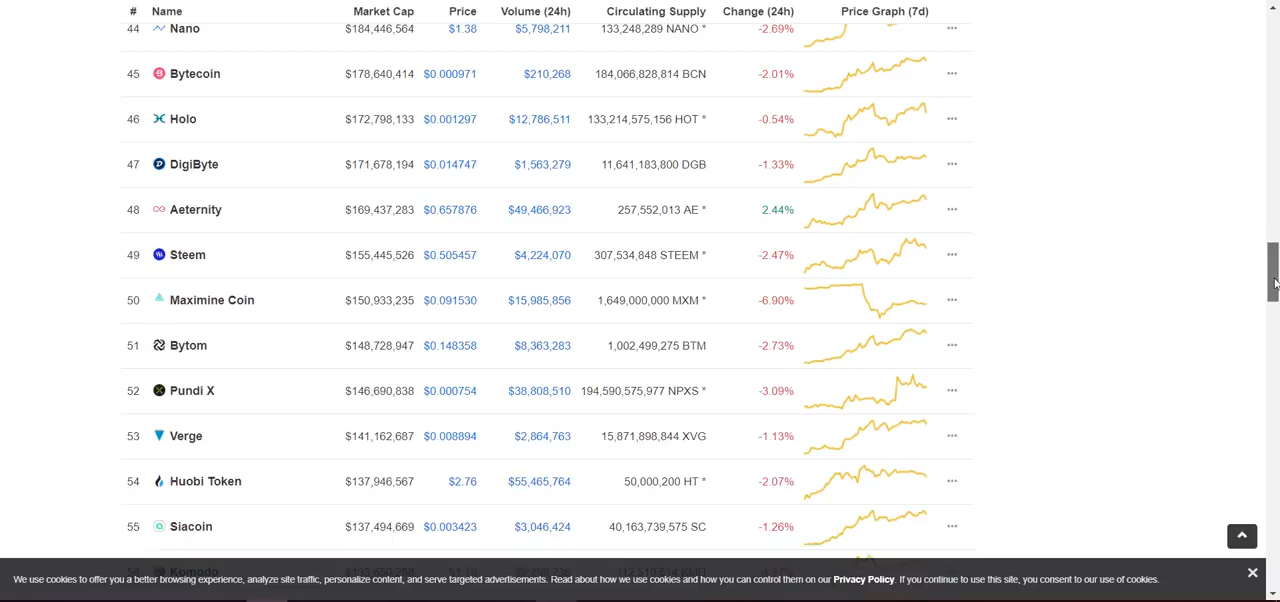 # Name Market Cap Price Volume (24h) Circulating Supply Change (24h) Price Graph (7d)
44 Nano $184,446,564 $1.38 $5,798,211 133,248,289 NANO * -2.69% •••
45 Bytecoin $178,640,414 $0.000971 $210,268 184,066,828,814 BCN -2.01% •••
46 Holo $172,798,133 $0.001297 $12,786,511 133,214,575,156 HOT * -0.54% •••
47 DigiByte $171,678,194 $0.014747 $1,563,279 11,641,183,800 DGB -1.33% •••
48 Aeternity $169,437,283 $0.657876 $49,466,923 257,552,013 AE * 2.44% •••
49 Steem $155,445,526 $0.505457 $4,224,070 307,534,848 STEEM * -2.47% •••
50 Maximine Coin $150,933,235 $0.091530 $15,985,856 1,649,000,000 MXM * -6.90% •••
51 Bytom $148,728,947 $0.148358 $8,363,283 1,002,499,275 BTM -2.73% •••
52 Pundi X $146,690,838 $0.000754 $38,808,510 194,590,575,977 NPXS * -3.09% •••
53 Verge $141,162,687 $0.008894 $2,864,763 15,871,898,844 XVG -1.13% •••
54 Huobi Token $137,946,567 $2.76 $55,465,764 50,000,200 HT * -2.07% •••
55 Siacoin $137,494,669 $0.003423 $3,046,424 40,163,739,575 SC -1.26% •••
56 Komodo
We use cookies to offer you a better browsing experience, analyze site traffic, personalize content, and serve targeted advertisements. Read about how we use cookies and how you can control them on our Privacy Policy. If you continue to use this site, you consent to our use of cookies.